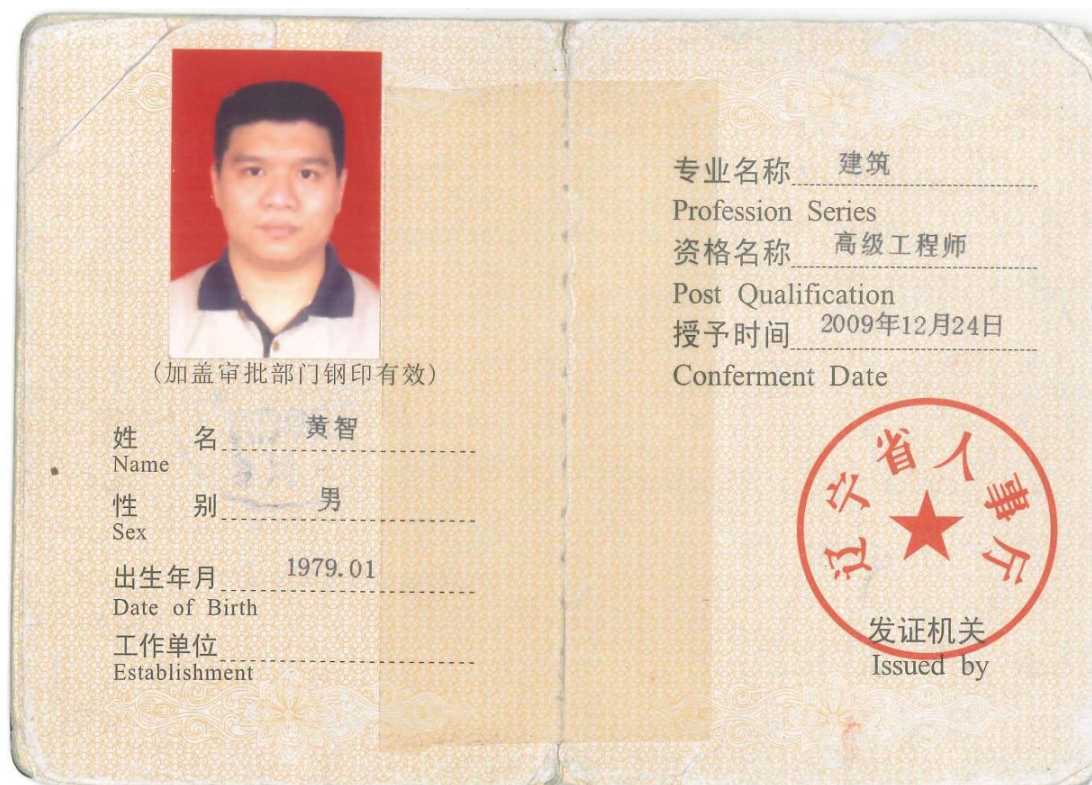 (加盖审批部门钢印有效)
姓 名 黄智
Name
性 别 男
Sex
出生年月 1979.01
Date of Birth
工作单位
Establishment
专业名称 建筑
Profession Series
资格名称 高级工程师
Post Qualification
授予时间 2009年12月24日
Conferment Date
辽宁省人事厅
发证机关
Issued by